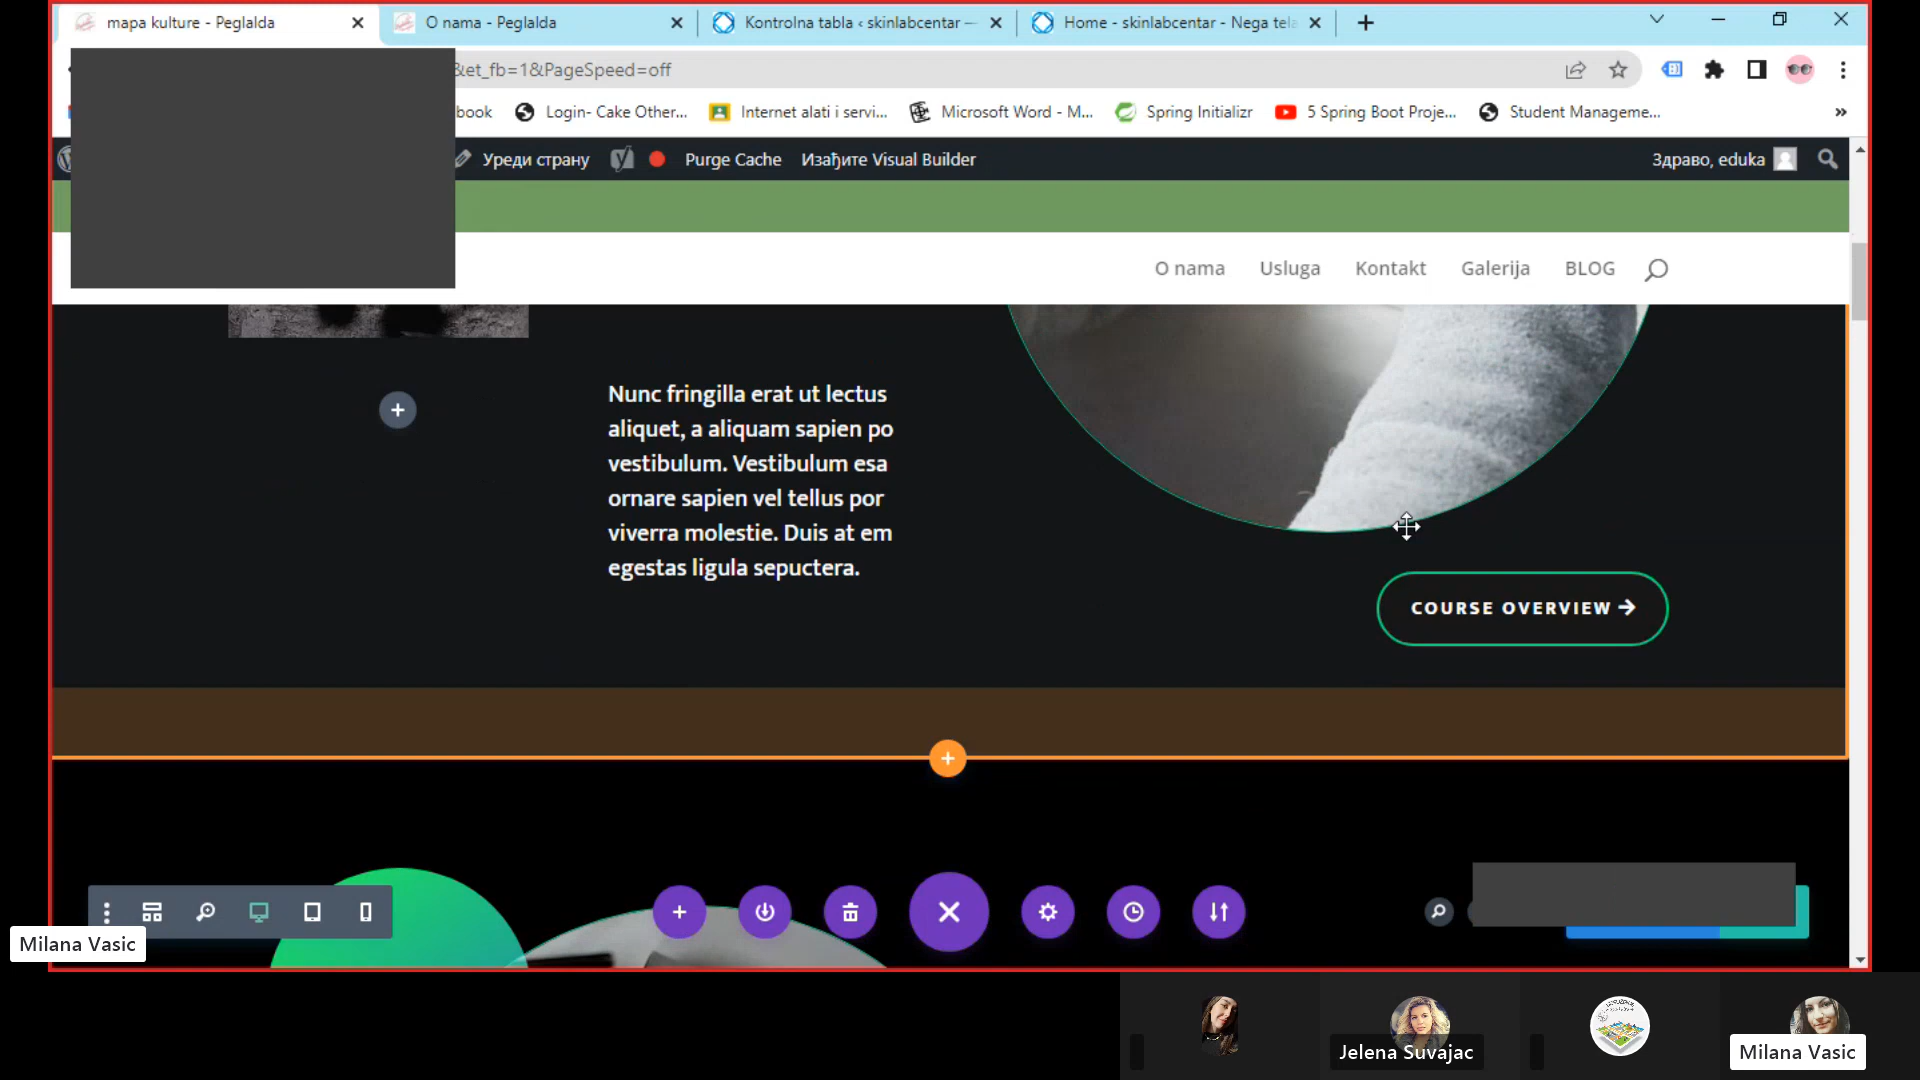 mapa kulture - Peglalda
O nama - Peglalda
Kontrolna tabla ‹ skinlabcentar —
Home - skinlabcentar - Nega tela
&et_fb=1&PageSpeed=off
book
Login- Cake Other...
Internet alati i servi...
Microsoft Word - M...
Spring Initializr
5 Spring Boot Proje...
Student Manageme...
Уреди страну
Purge Cache
Изађите Visual Builder
Здраво, eduka
O nama
Usluga
Kontakt
Galerija
BLOG
Nunc fringilla erat ut lectus
aliquet, a aliquam sapien po
vestibulum. Vestibulum esa
ornare sapien vel tellus por
viverra molestie. Duis at em
egestas ligula sepuctera.
COURSE OVERVIEW
Milana Vasic
Jelena Suvajac
Milana Vasic